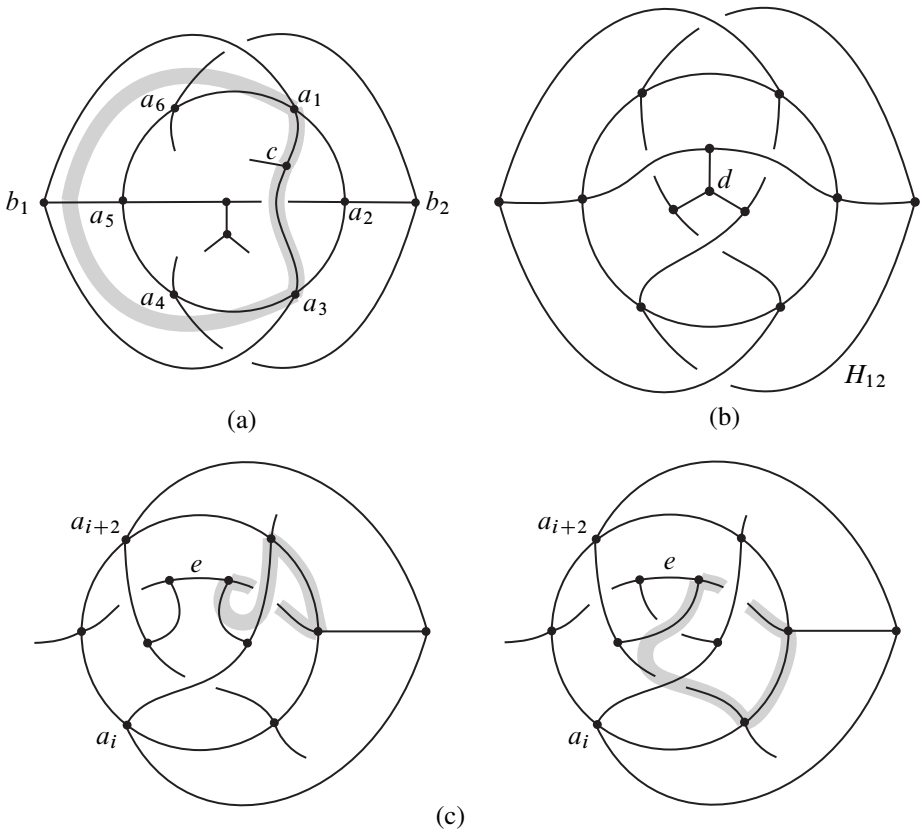 a₆ a₁
c
b₁ a₅ a₂ b₂
d
a₄ a₃
H₁₂
(a) (b)
aᵢ₊₂ aᵢ₊₂
e e
aᵢ aᵢ
(c)